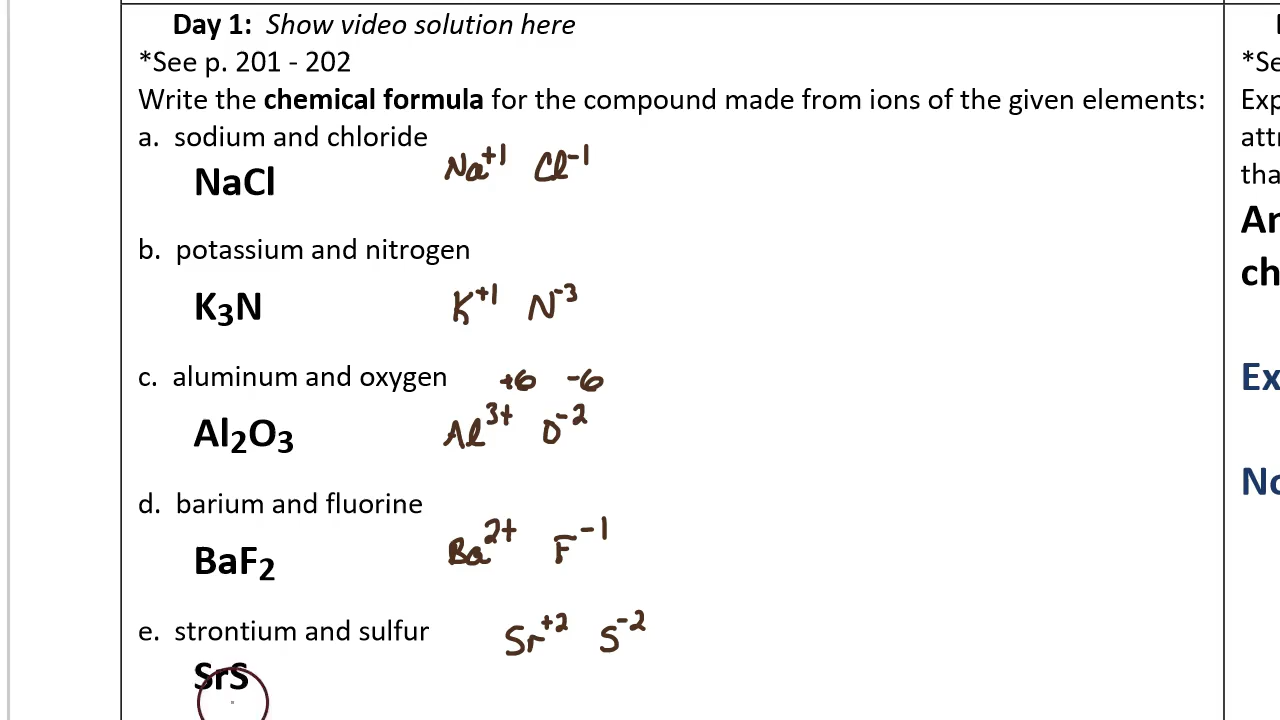 Day 1: Show video solution here
*See p. 201 - 202
Write the chemical formula for the compound made from ions of the given elements:
a. sodium and chloride
Na⁺¹ Cl⁻¹
NaCl
b. potassium and nitrogen
K₃N
K⁺¹ N⁻³
c. aluminum and oxygen
+6 -6
Al₂O₃
Al³⁺ O⁻²
d. barium and fluorine
Ba²⁺ F⁻¹
BaF₂
e. strontium and sulfur
Sr⁺² S⁻²
SrS
*Se
Exp
attr
tha
Ar
ch
Ex
No